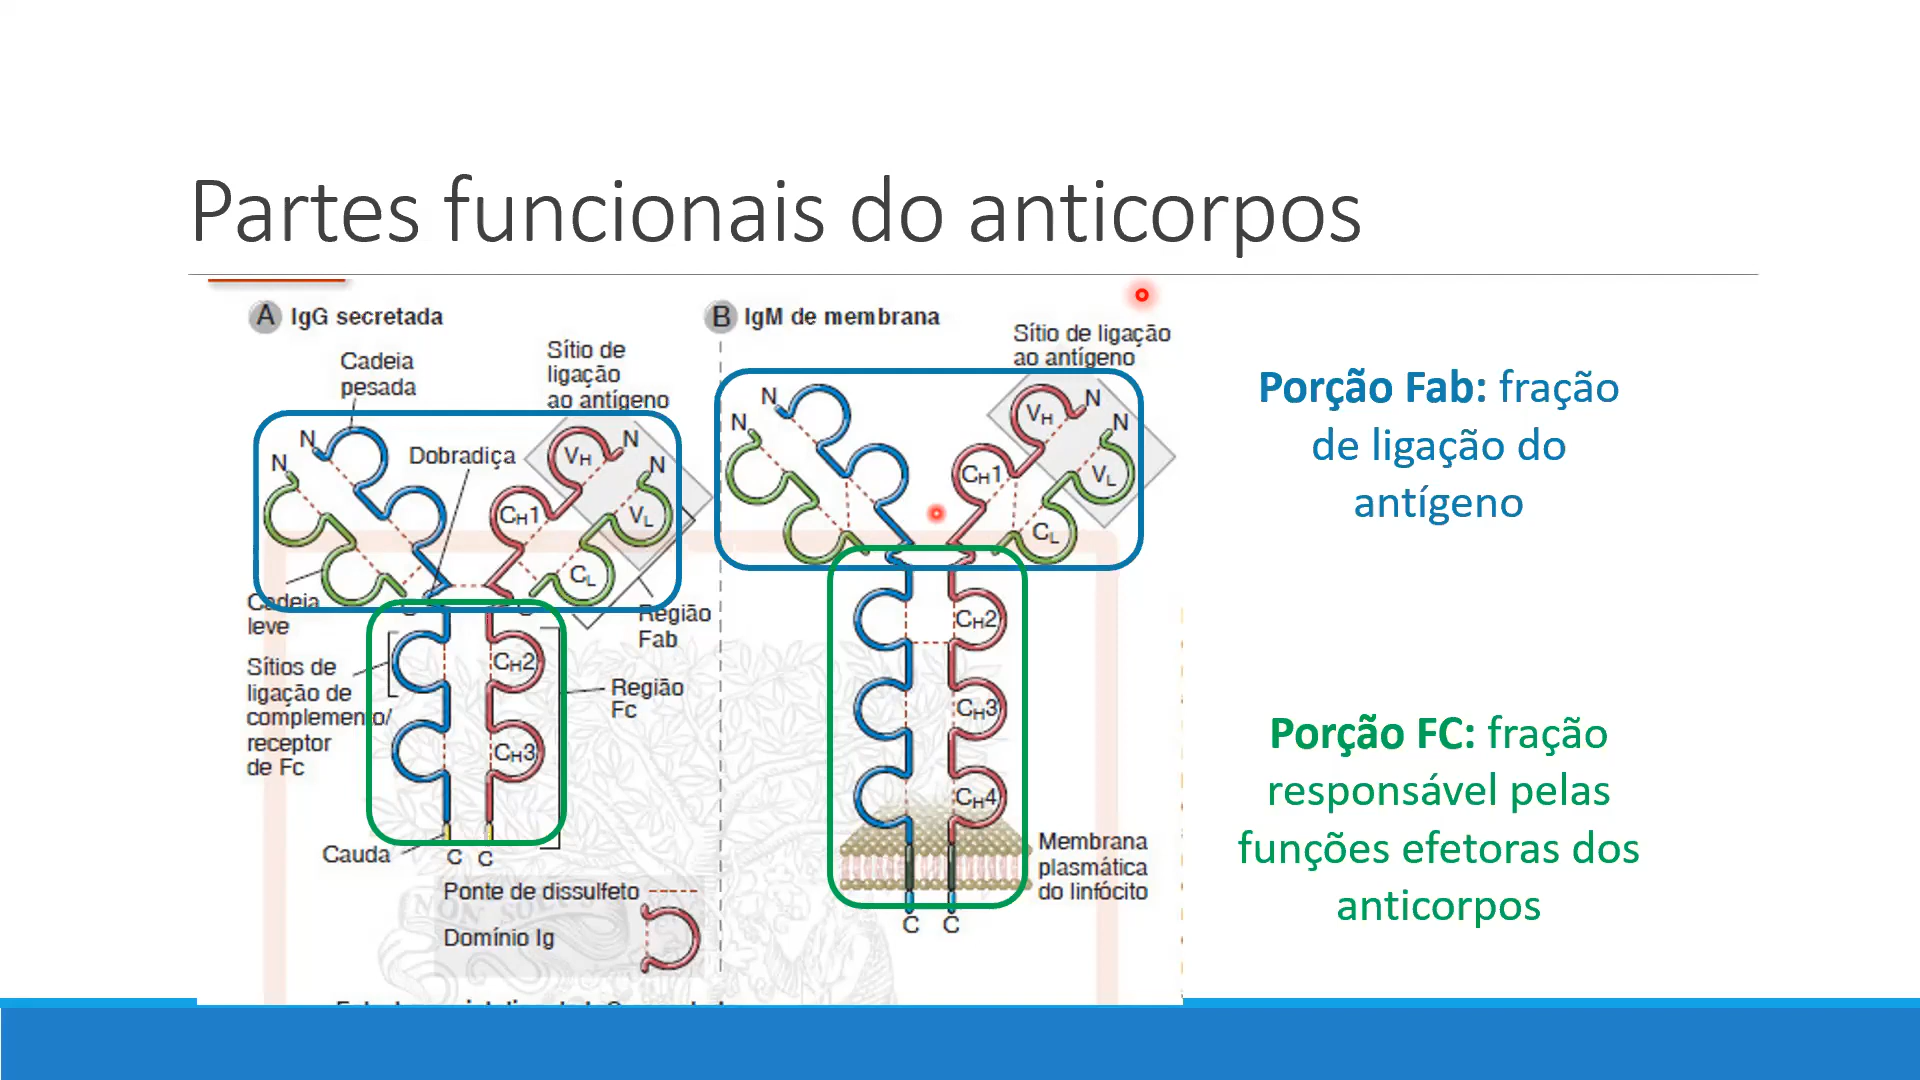 Partes funcionais do anticorpos
A IgG secretada
Cadeia
pesada
Sítio de
ligação
ao antígeno
N
N
Dobradiça
VH
N
N
CH1
VL
CL
Cadeia
leve
Região
Fab
Sítios de
ligação de
complemento/
receptor
de Fc
CH2
Região
Fc
CH3
Cauda
C C
Ponte de dissulfeto
Domínio Ig
B IgM de membrana
Sítio de ligação
ao antígeno
N
N
VH
N
N
CH1
VL
CL
CH2
CH3
CH4
Membrana
plasmática
do linfócito
C C
Porção Fab: fração
de ligação do
antígeno
Porção FC: fração
responsável pelas
funções efetoras dos
anticorpos